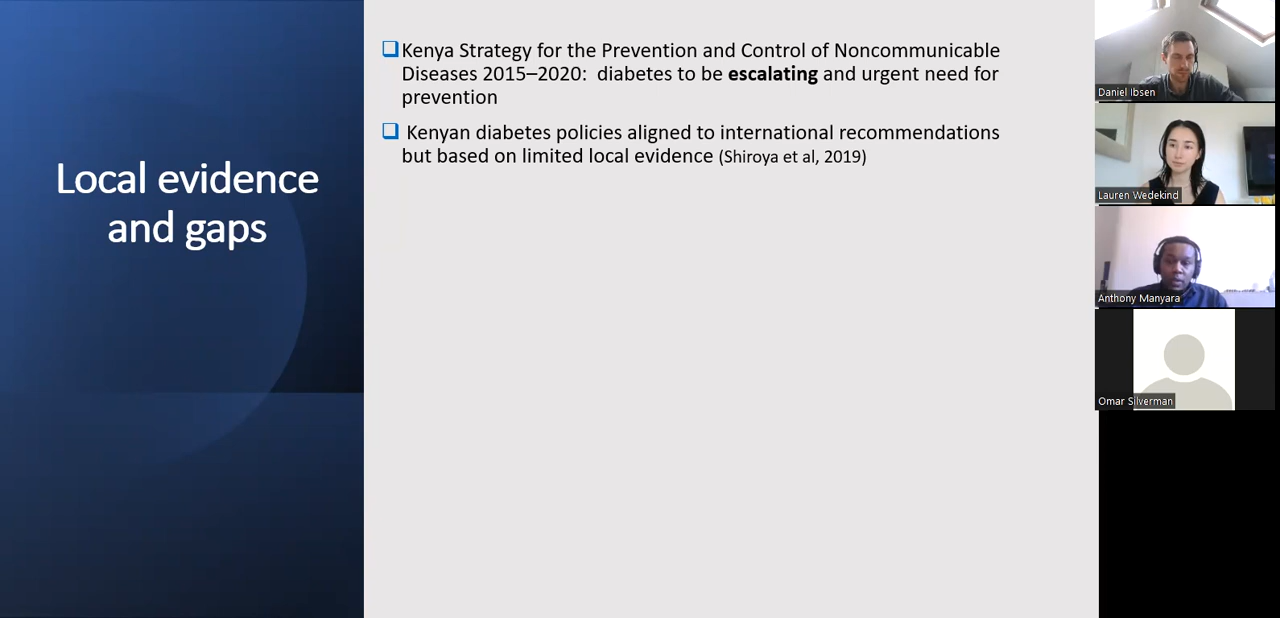 Local evidence
and gaps
❑Kenya Strategy for the Prevention and Control of Noncommunicable
Diseases 2015–2020:  diabetes to be escalating and urgent need for
prevention
❑ Kenyan diabetes policies aligned to international recommendations
but based on limited local evidence (Shiroya et al, 2019)
Daniel Ibsen
Lauren Wedekind
Anthony Manyara
Omar Silverman